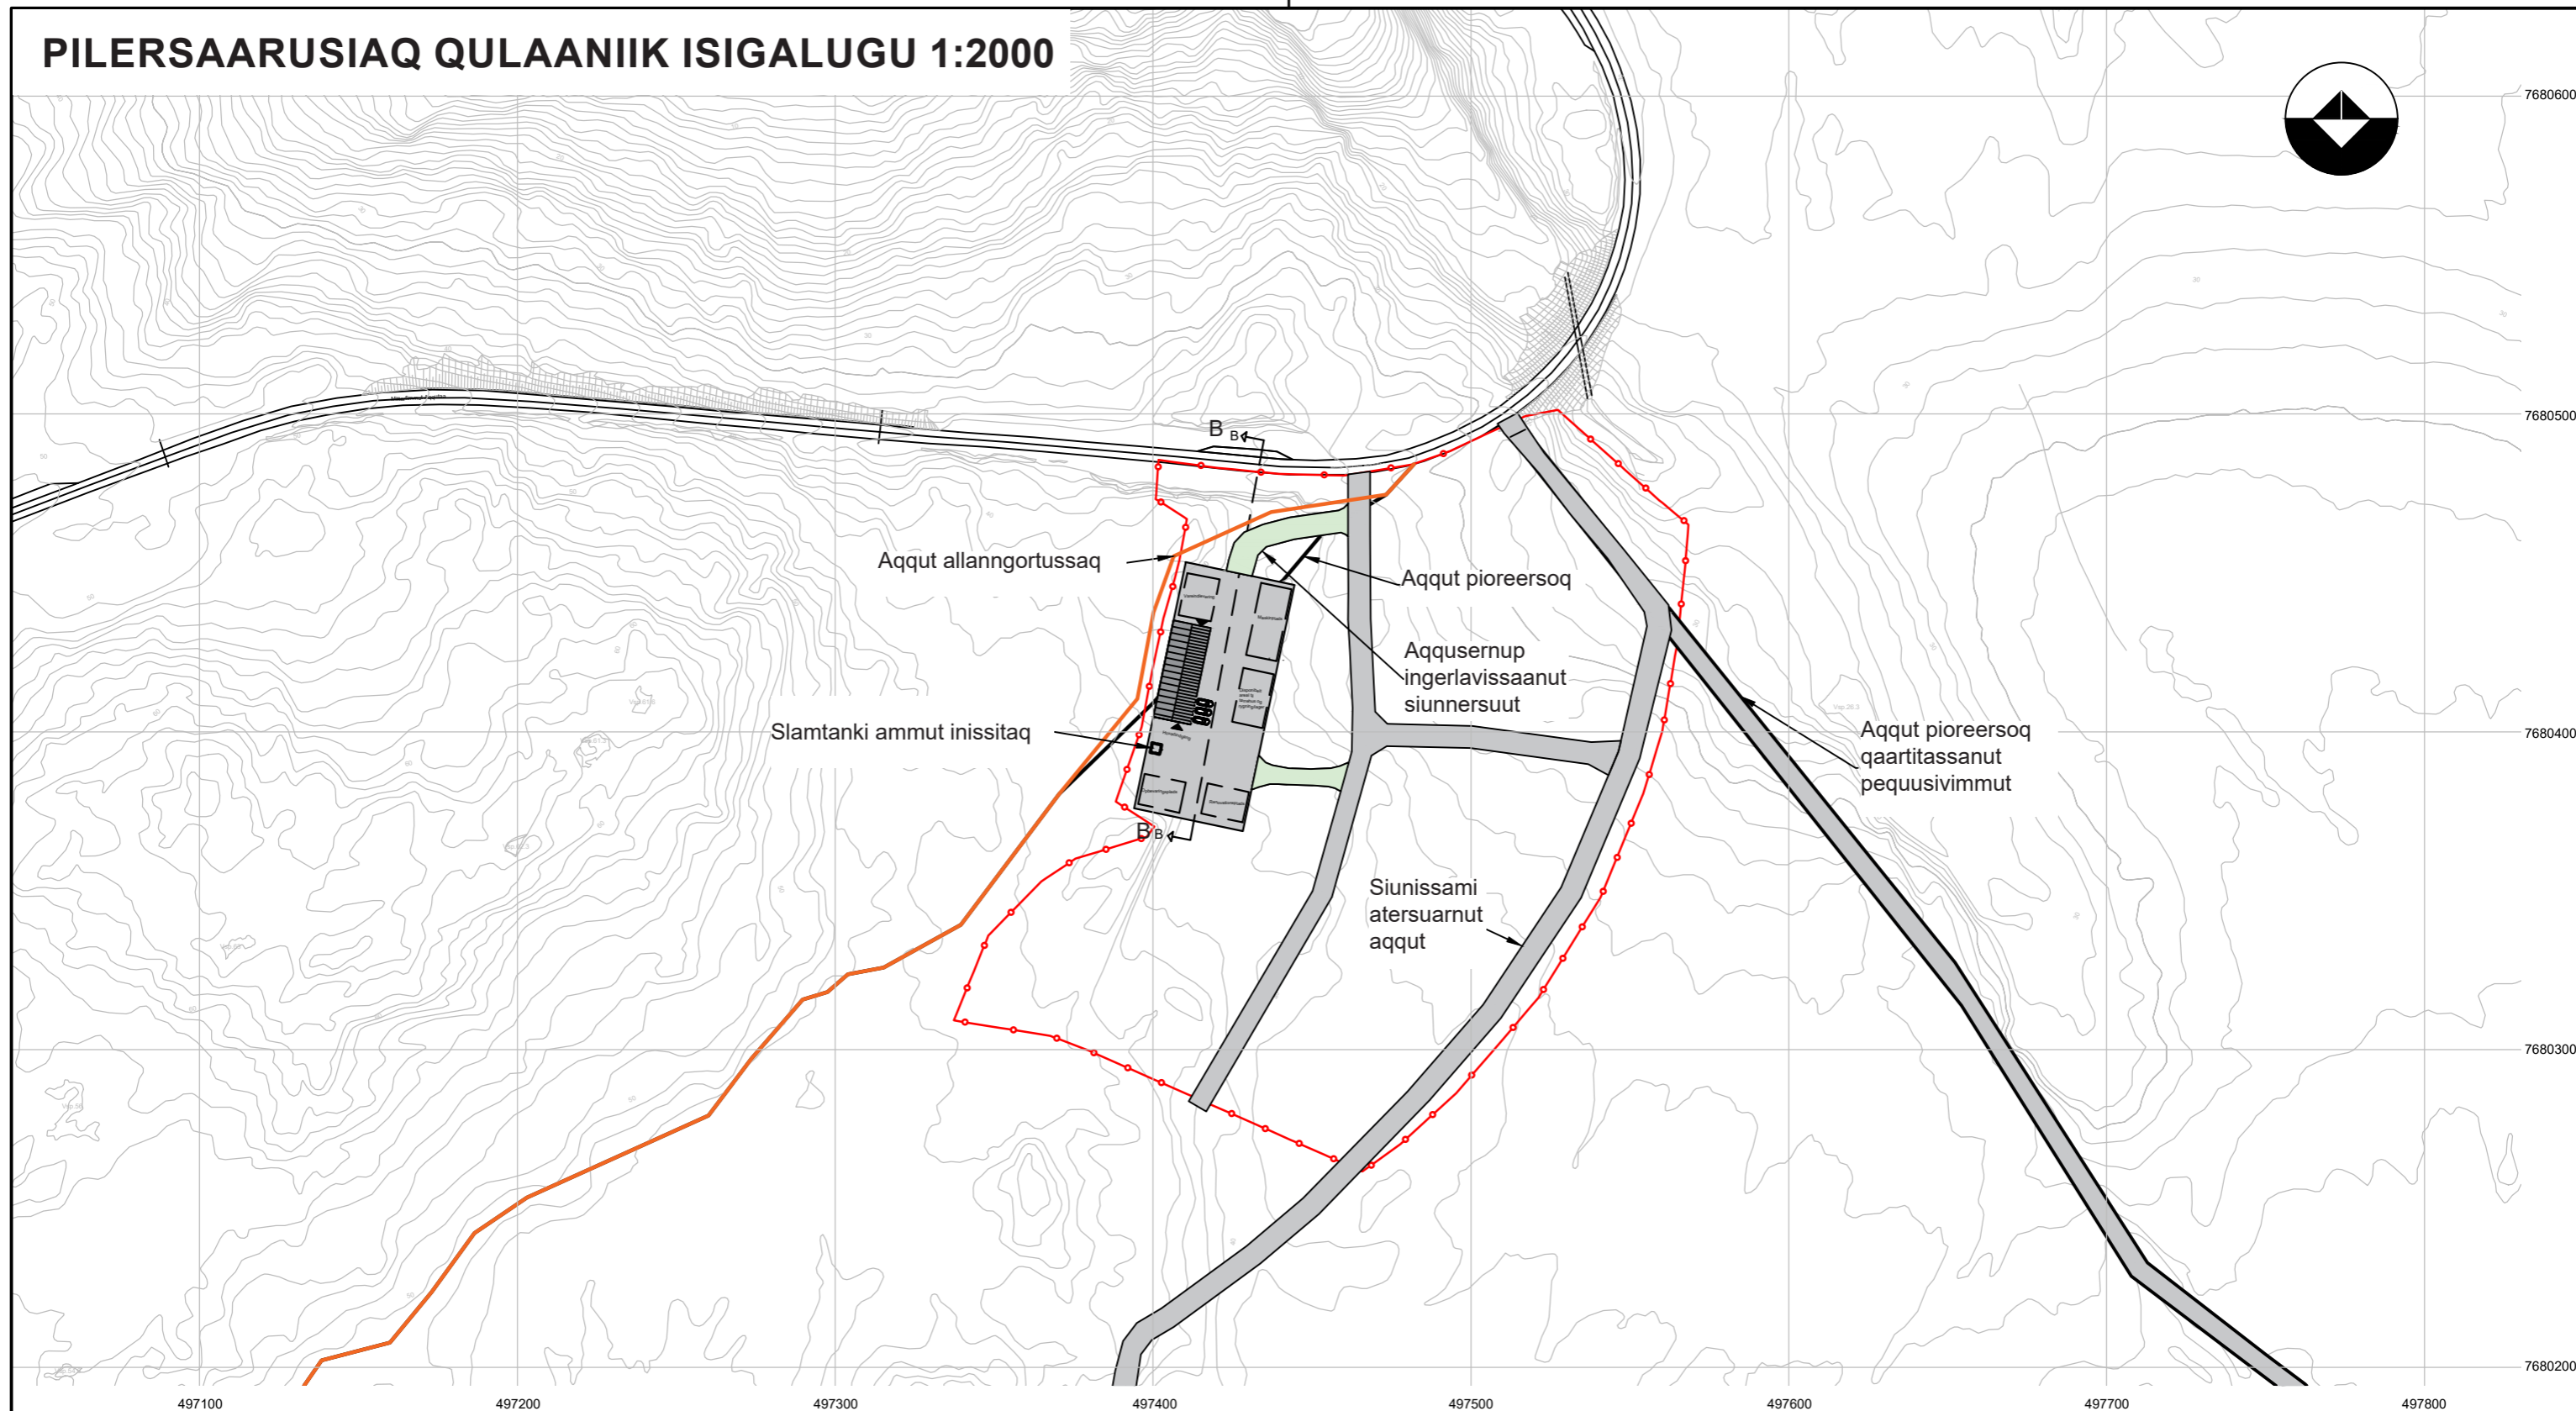 PILERSAARUSIAQ QULAANIIK ISIGALUGU 1:2000
7680600
7680500
B B
Aqqut allanngortussaq
Aqqut pioreersoq
Aqqusernup
ingerlavissaanut
siunnersuut
Slamtanki ammut inissitaq
Aqqut pioreersoq
qaartitassanut
pequusivimmut
7680400
B B
Siunissami
atersuarnut
aqqut
7680300
7680200
497100
497200
497300
497400
497500
497600
497700
497800